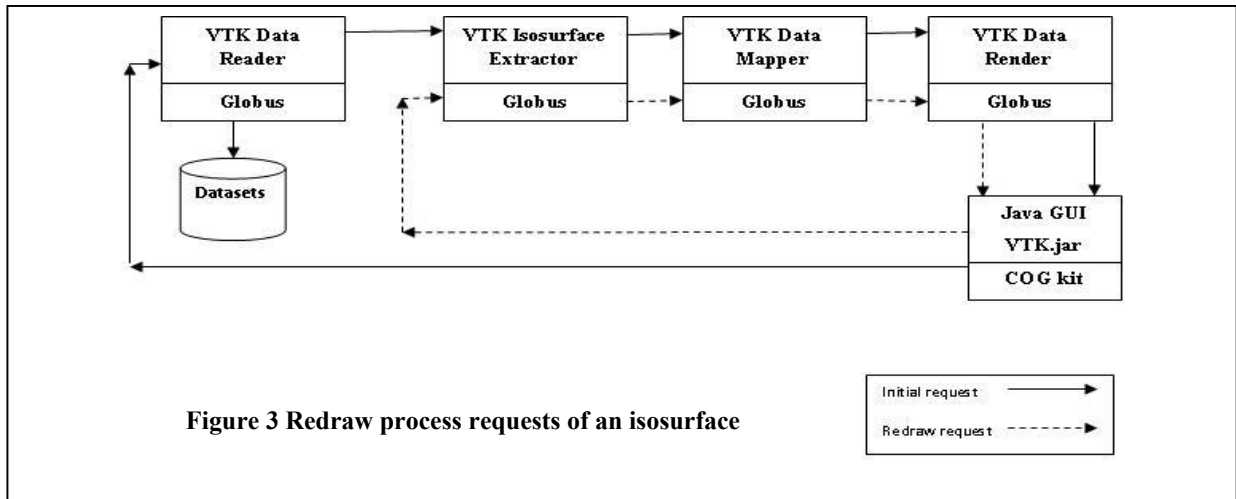 VTK Data
Reader
Globus
VTK Isosurface
Extractor
Globus
VTK Data
Mapper
Globus
VTK Data
Render
Globus
Datasets
Java GUI
VTK.jar
COG kit
Initial request
Redraw request
Figure 3 Redraw process requests of an isosurface